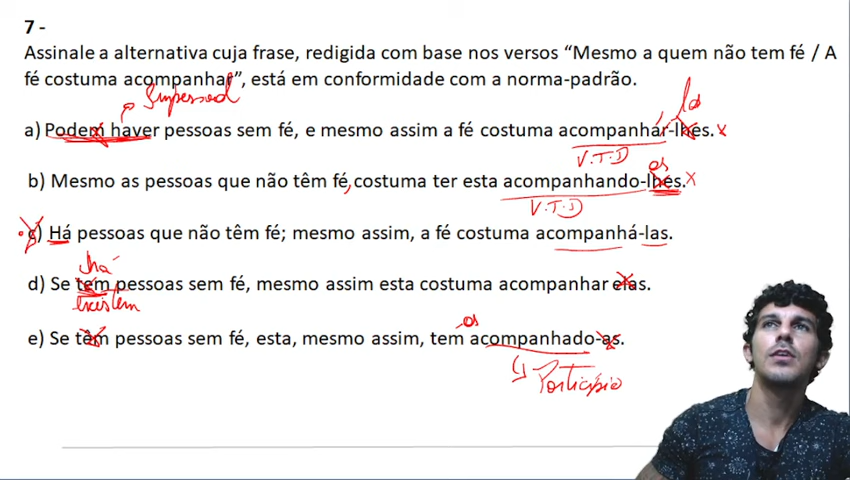 7 -
Assinale a alternativa cuja frase, redigida com base nos versos “Mesmo a quem não tem fé / A
fé costuma acompanhar”, está em conformidade com a norma-padrão.
Impessoal
la
a) Podem haver pessoas sem fé, e mesmo assim a fé costuma acompanhar-lhes. x
V.T.D
as
b) Mesmo as pessoas que não têm fé, costuma ter esta acompanhando-lhes. x
V.T.D
c) Há pessoas que não têm fé; mesmo assim, a fé costuma acompanhá-las.
há
d) Se tem pessoas sem fé, mesmo assim esta costuma acompanhar elas.
existem
as
e) Se têm pessoas sem fé, esta, mesmo assim, tem acompanhado-as.
Particípio